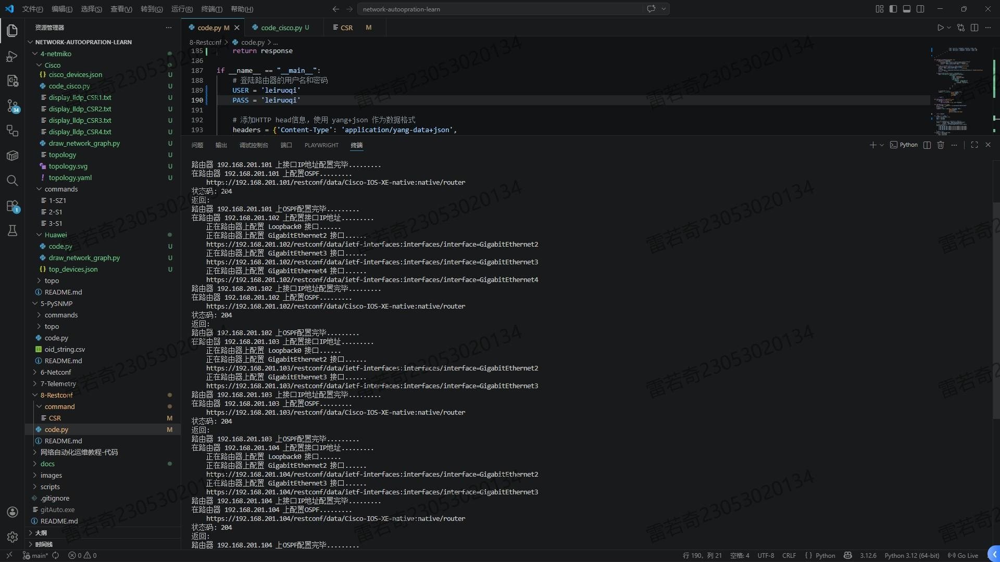 文件(F) 编辑(E) 选择(S) 查看(V) 转到(G) 运行(R) 终端(T) 帮助(H)
network-autoopration-learn
资源管理器
NETWORK-AUTOOPRATION-LEARN
4-netmiko
Cisco
cisco_devices.json U
code_cisco.py U
display_lldp_CSR1.txt U
display_lldp_CSR2.txt U
display_lldp_CSR3.txt U
display_lldp_CSR4.txt U
draw_network_graph.py U
topology U
topology.svg U
topology.yaml U
commands
1-SZ1
2-S1
3-S1
Huawei
code.py U
draw_network_graph.py U
top_devices.json U
topo
README.md
5-PySNMP
commands
topo
code.py
oid_string.csv
README.md
6-Netconf
7-Telemetry
8-Restconf
command
CSR M
code.py M
README.md
网络自动化运维教程-代码
docs
images
scripts
.gitignore
gitAuto.exe
README.md
大纲
时间线
34
1
code.py M
code_cisco.py U
CSR M
8-Restconf > code.py > ...
185 return response
186
187 if __name__ == "__main__":
188 # 登陆路由器的用户名和密码
189 USER = 'leiruoqi'
190 PASS = 'leiruoqi'
191
192 # 添加HTTP head信息，使用 yang+json 作为数据格式
193 headers = {'Content-Type': 'application/yang-data+json',
问题 输出 调试控制台 端口 PLAYWRIGHT 终端
Python
路由器 192.168.201.101 上接口IP地址配置完毕.........
在路由器 192.168.201.101 上配置OSPF.........
https://192.168.201.101/restconf/data/Cisco-IOS-XE-native:native/router
状态码: 204
返回:
路由器 192.168.201.101 上OSPF配置完毕.........
在路由器 192.168.201.102 上配置接口IP地址.........
正在路由器上配置 Loopback0 接口......
正在路由器上配置 GigabitEthernet2 接口......
https://192.168.201.102/restconf/data/ietf-interfaces:interfaces/interface=GigabitEthernet2
正在路由器上配置 GigabitEthernet3 接口......
https://192.168.201.102/restconf/data/ietf-interfaces:interfaces/interface=GigabitEthernet3
正在路由器上配置 GigabitEthernet4 接口......
https://192.168.201.102/restconf/data/ietf-interfaces:interfaces/interface=GigabitEthernet4
路由器 192.168.201.102 上接口IP地址配置完毕.........
在路由器 192.168.201.102 上配置OSPF.........
https://192.168.201.102/restconf/data/Cisco-IOS-XE-native:native/router
状态码: 204
返回:
路由器 192.168.201.102 上OSPF配置完毕.........
在路由器 192.168.201.103 上配置接口IP地址.........
正在路由器上配置 Loopback0 接口......
正在路由器上配置 GigabitEthernet2 接口......
https://192.168.201.103/restconf/data/ietf-interfaces:interfaces/interface=GigabitEthernet2
正在路由器上配置 GigabitEthernet3 接口......
https://192.168.201.103/restconf/data/ietf-interfaces:interfaces/interface=GigabitEthernet3
路由器 192.168.201.103 上接口IP地址配置完毕.........
在路由器 192.168.201.103 上配置OSPF.........
https://192.168.201.103/restconf/data/Cisco-IOS-XE-native:native/router
状态码: 204
返回:
路由器 192.168.201.103 上OSPF配置完毕.........
在路由器 192.168.201.104 上配置接口IP地址.........
正在路由器上配置 Loopback0 接口......
正在路由器上配置 GigabitEthernet2 接口......
https://192.168.201.104/restconf/data/ietf-interfaces:interfaces/interface=GigabitEthernet2
正在路由器上配置 GigabitEthernet3 接口......
https://192.168.201.104/restconf/data/ietf-interfaces:interfaces/interface=GigabitEthernet3
路由器 192.168.201.104 上接口IP地址配置完毕.........
在路由器 192.168.201.104 上配置OSPF.........
https://192.168.201.104/restconf/data/Cisco-IOS-XE-native:native/router
状态码: 204
返回:
路由器 192.168.201.104 上OSPF配置完毕.........
main* 0 0
行 190，列 21 空格: 4 UTF-8 CRLF { } Python 3.12.6 Python 3.12 (64-bit) Go Live
雷若奇2305302013​4